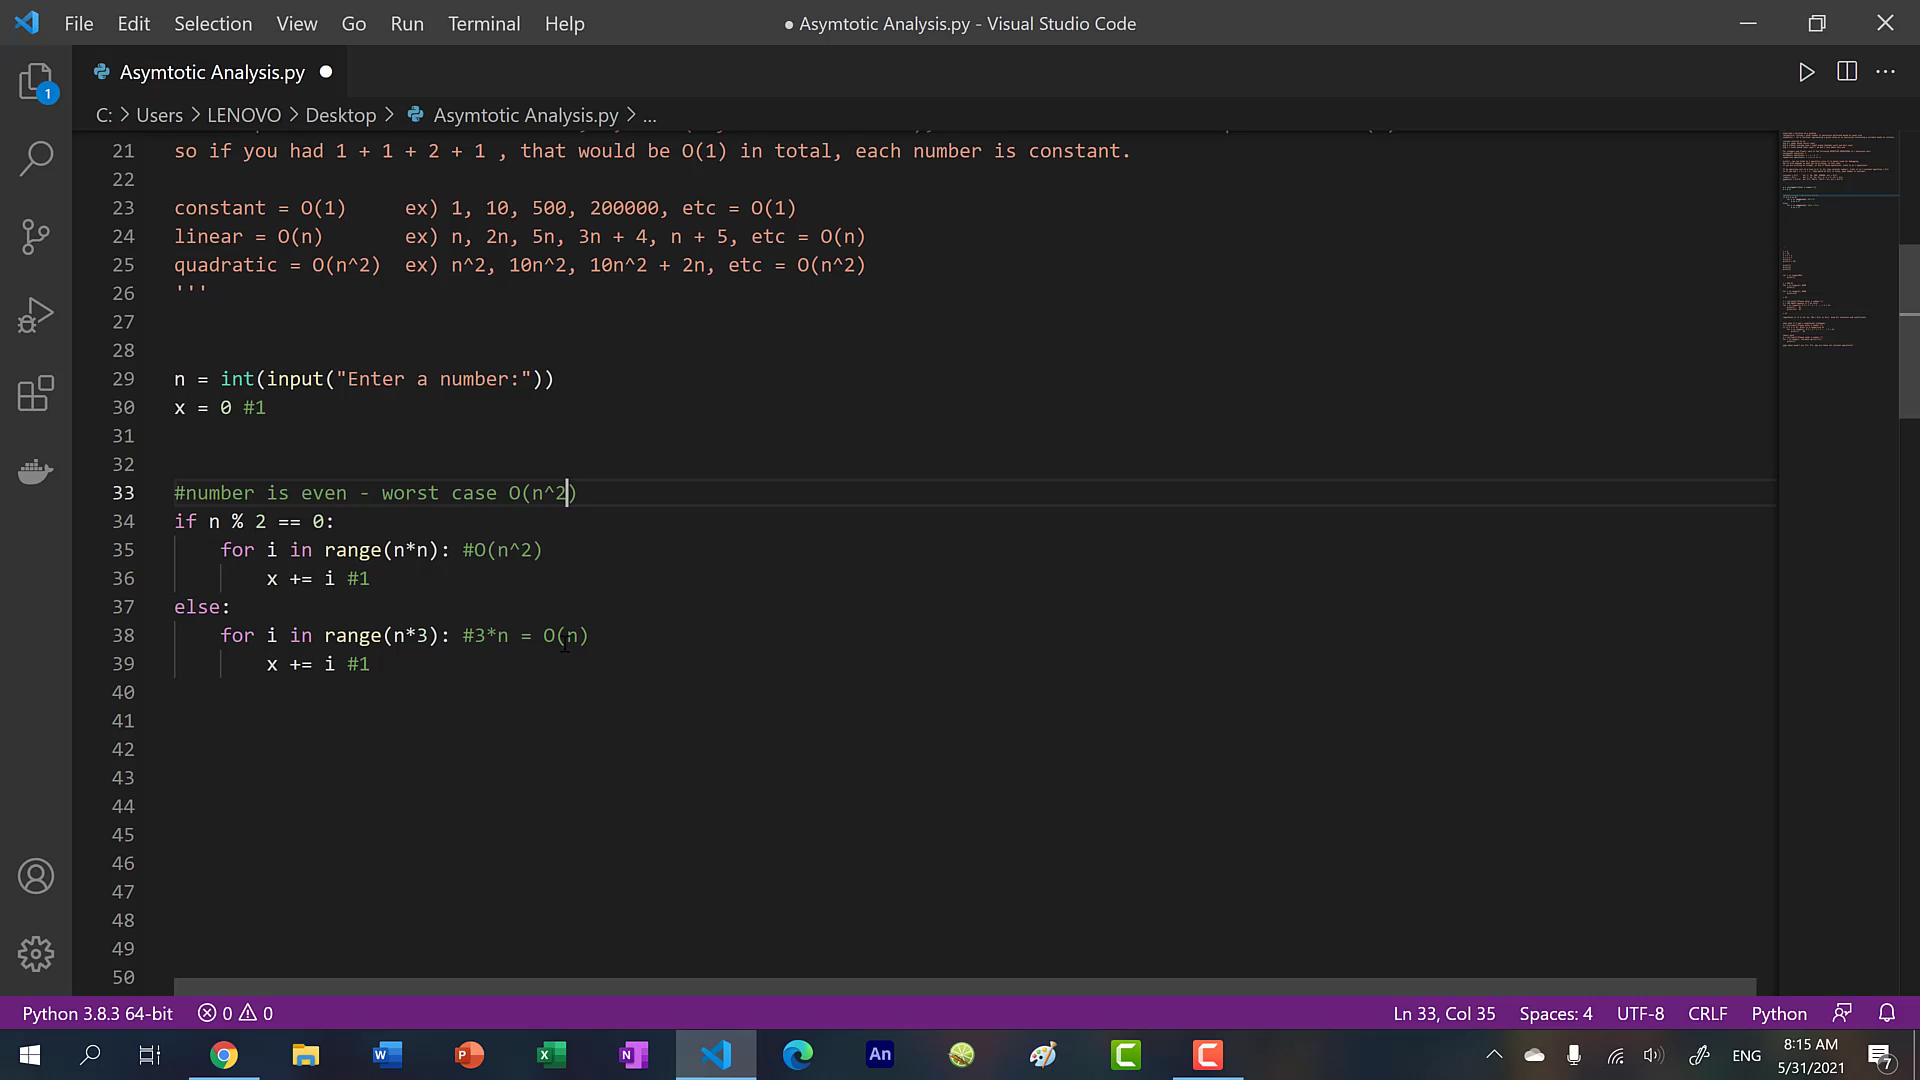 File Edit Selection View Go Run Terminal Help
● Asymtotic Analysis.py - Visual Studio Code
Asymtotic Analysis.py ●
C: > Users > LENOVO > Desktop > Asymtotic Analysis.py > ...
21 so if you had 1 + 1 + 2 + 1 , that would be O(1) in total, each number is constant.
22
23 constant = O(1)     ex) 1, 10, 500, 200000, etc = O(1)
24 linear = O(n)       ex) n, 2n, 5n, 3n + 4, n + 5, etc = O(n)
25 quadratic = O(n^2)  ex) n^2, 10n^2, 10n^2 + 2n, etc = O(n^2)
26 '''
27
28
29 n = int(input("Enter a number:"))
30 x = 0 #1
31
32
33 #number is even - worst case O(n^2)
34 if n % 2 == 0:
35     for i in range(n*n): #O(n^2)
36         x += i #1
37 else:
38     for i in range(n*3): #3*n = O(n)
39         x += i #1
40
41
42
43
44
45
46
47
48
49
50
1
Python 3.8.3 64-bit 0 0 Ln 33, Col 35 Spaces: 4 UTF-8 CRLF Python
An ENG 8:15 AM
5/31/2021 7